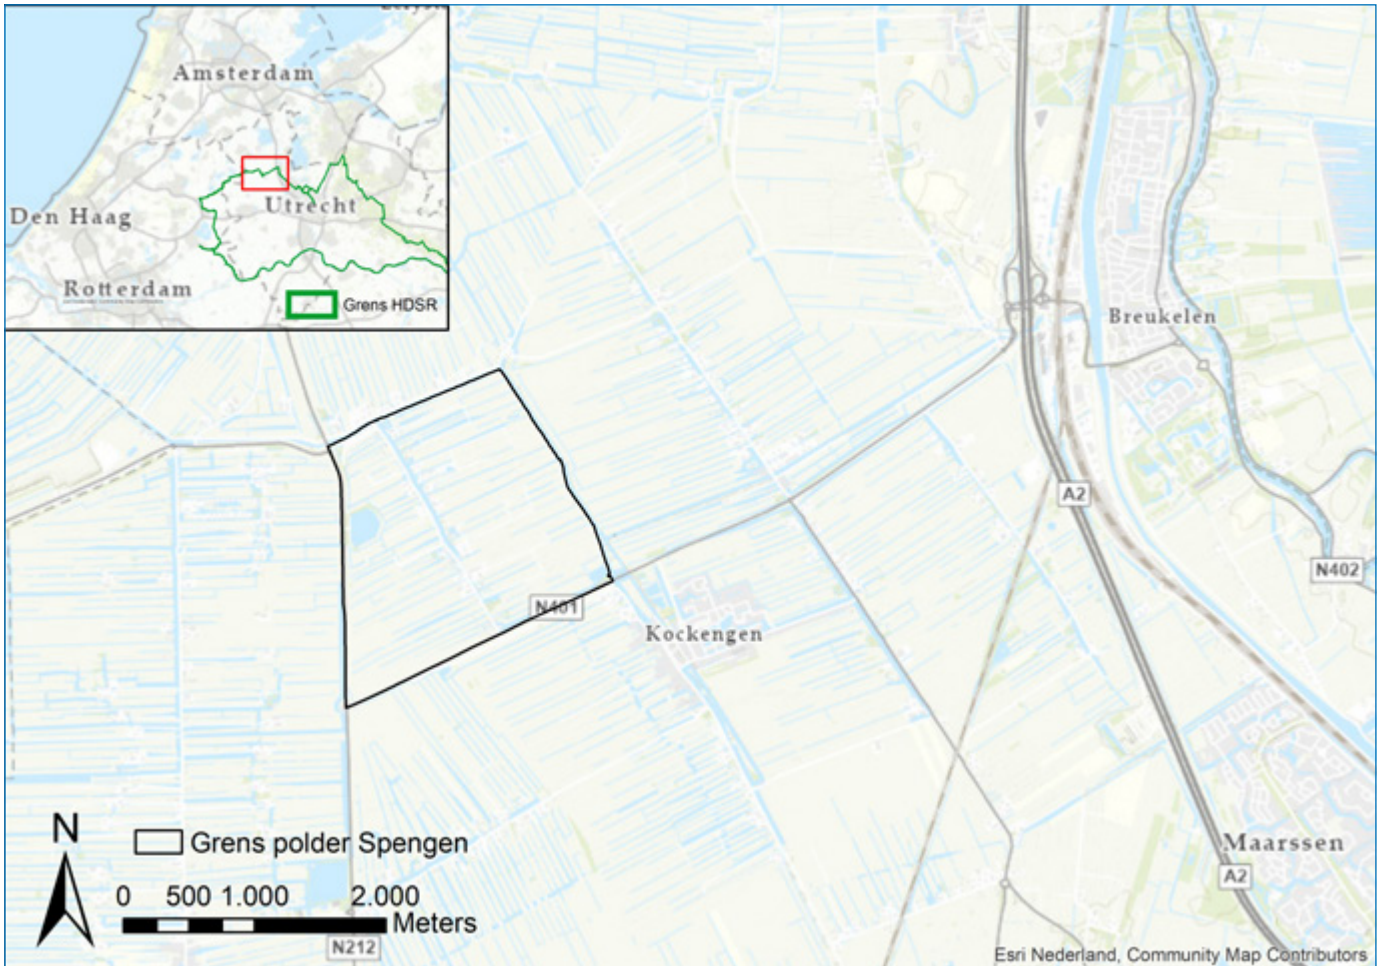 Amsterdam
Den Haag
Utrecht
Rotterdam
Grens HDSR
Breukelen
A2
N402
N401
Kockengen
Maarssen
A2
N
Grens polder Spengen
0 500 1.000 2.000
Meters
N212
Esri Nederland, Community Map Contributors